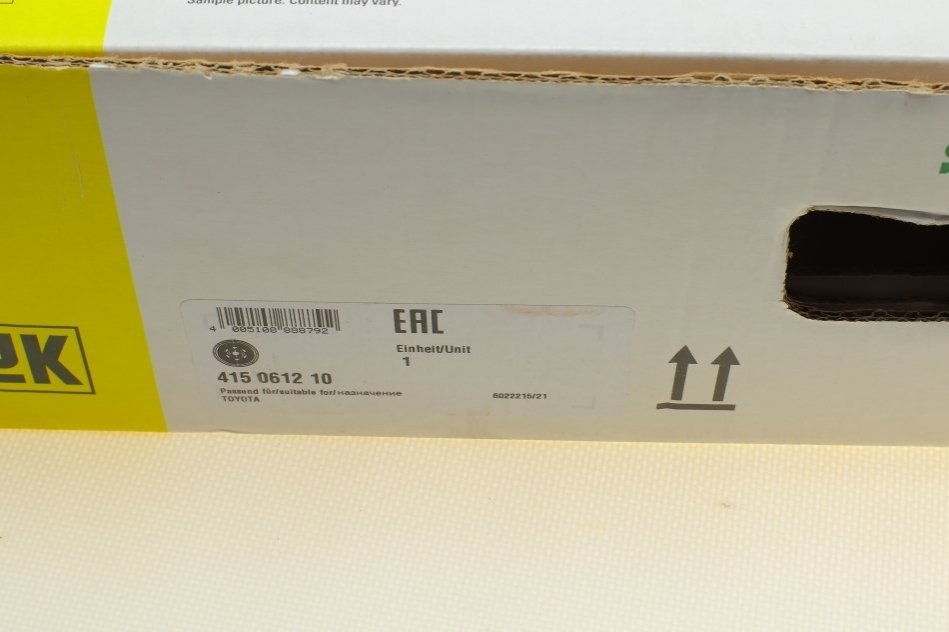 Sample picture. Content may vary.
4 005108 888792
EAC
Einheit/Unit
1
415 0612 10
Passend für/suitable for/назначение
TOYOTA
6022215/21